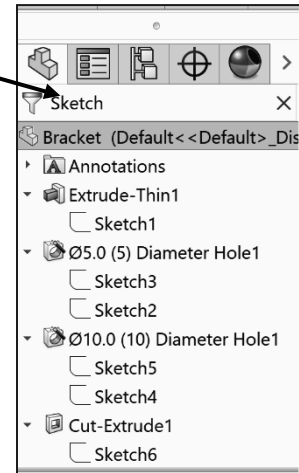 Sketch
Bracket (Default<<Default>_Dis
Annotations
Extrude-Thin1
Sketch1
Ø5.0 (5) Diameter Hole1
Sketch3
Sketch2
Ø10.0 (10) Diameter Hole1
Sketch5
Sketch4
Cut-Extrude1
Sketch6